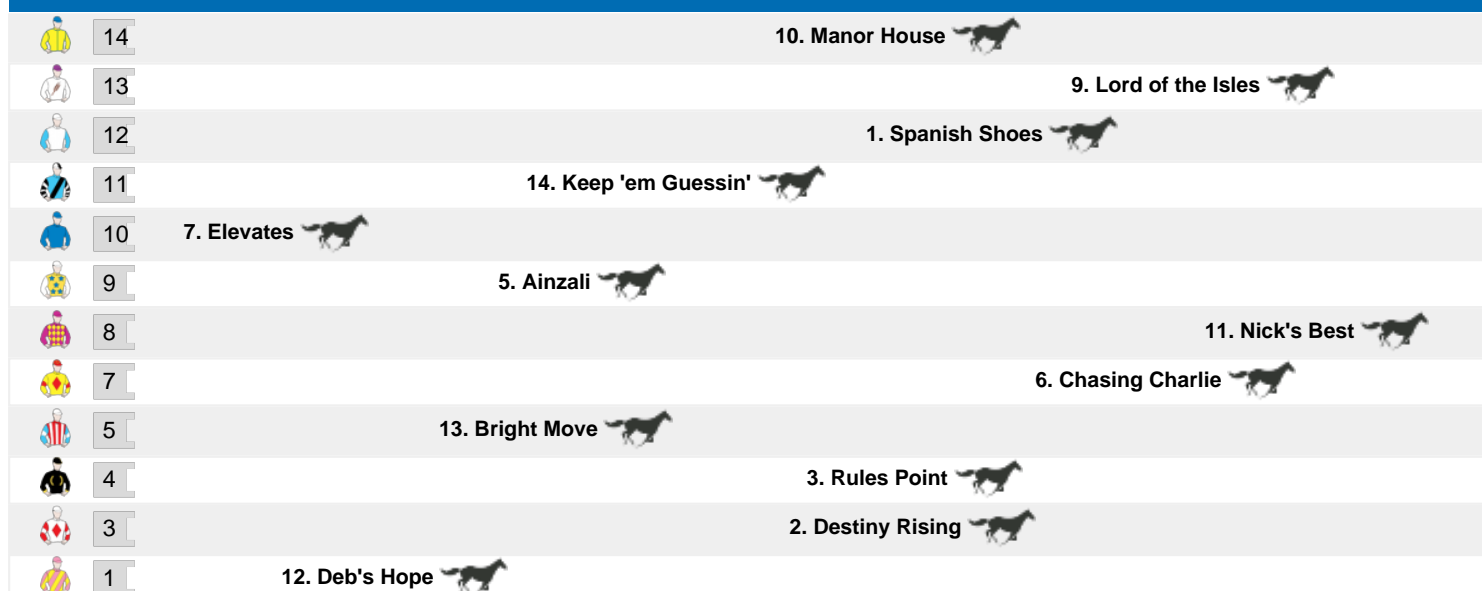 14 10. Manor House
13 9. Lord of the Isles
12 1. Spanish Shoes
11 14. Keep 'em Guessin'
10 7. Elevates
9 5. Ainzali
8 11. Nick's Best
7 6. Chasing Charlie
5 13. Bright Move
4 3. Rules Point
3 2. Destiny Rising
1 12. Deb's Hope